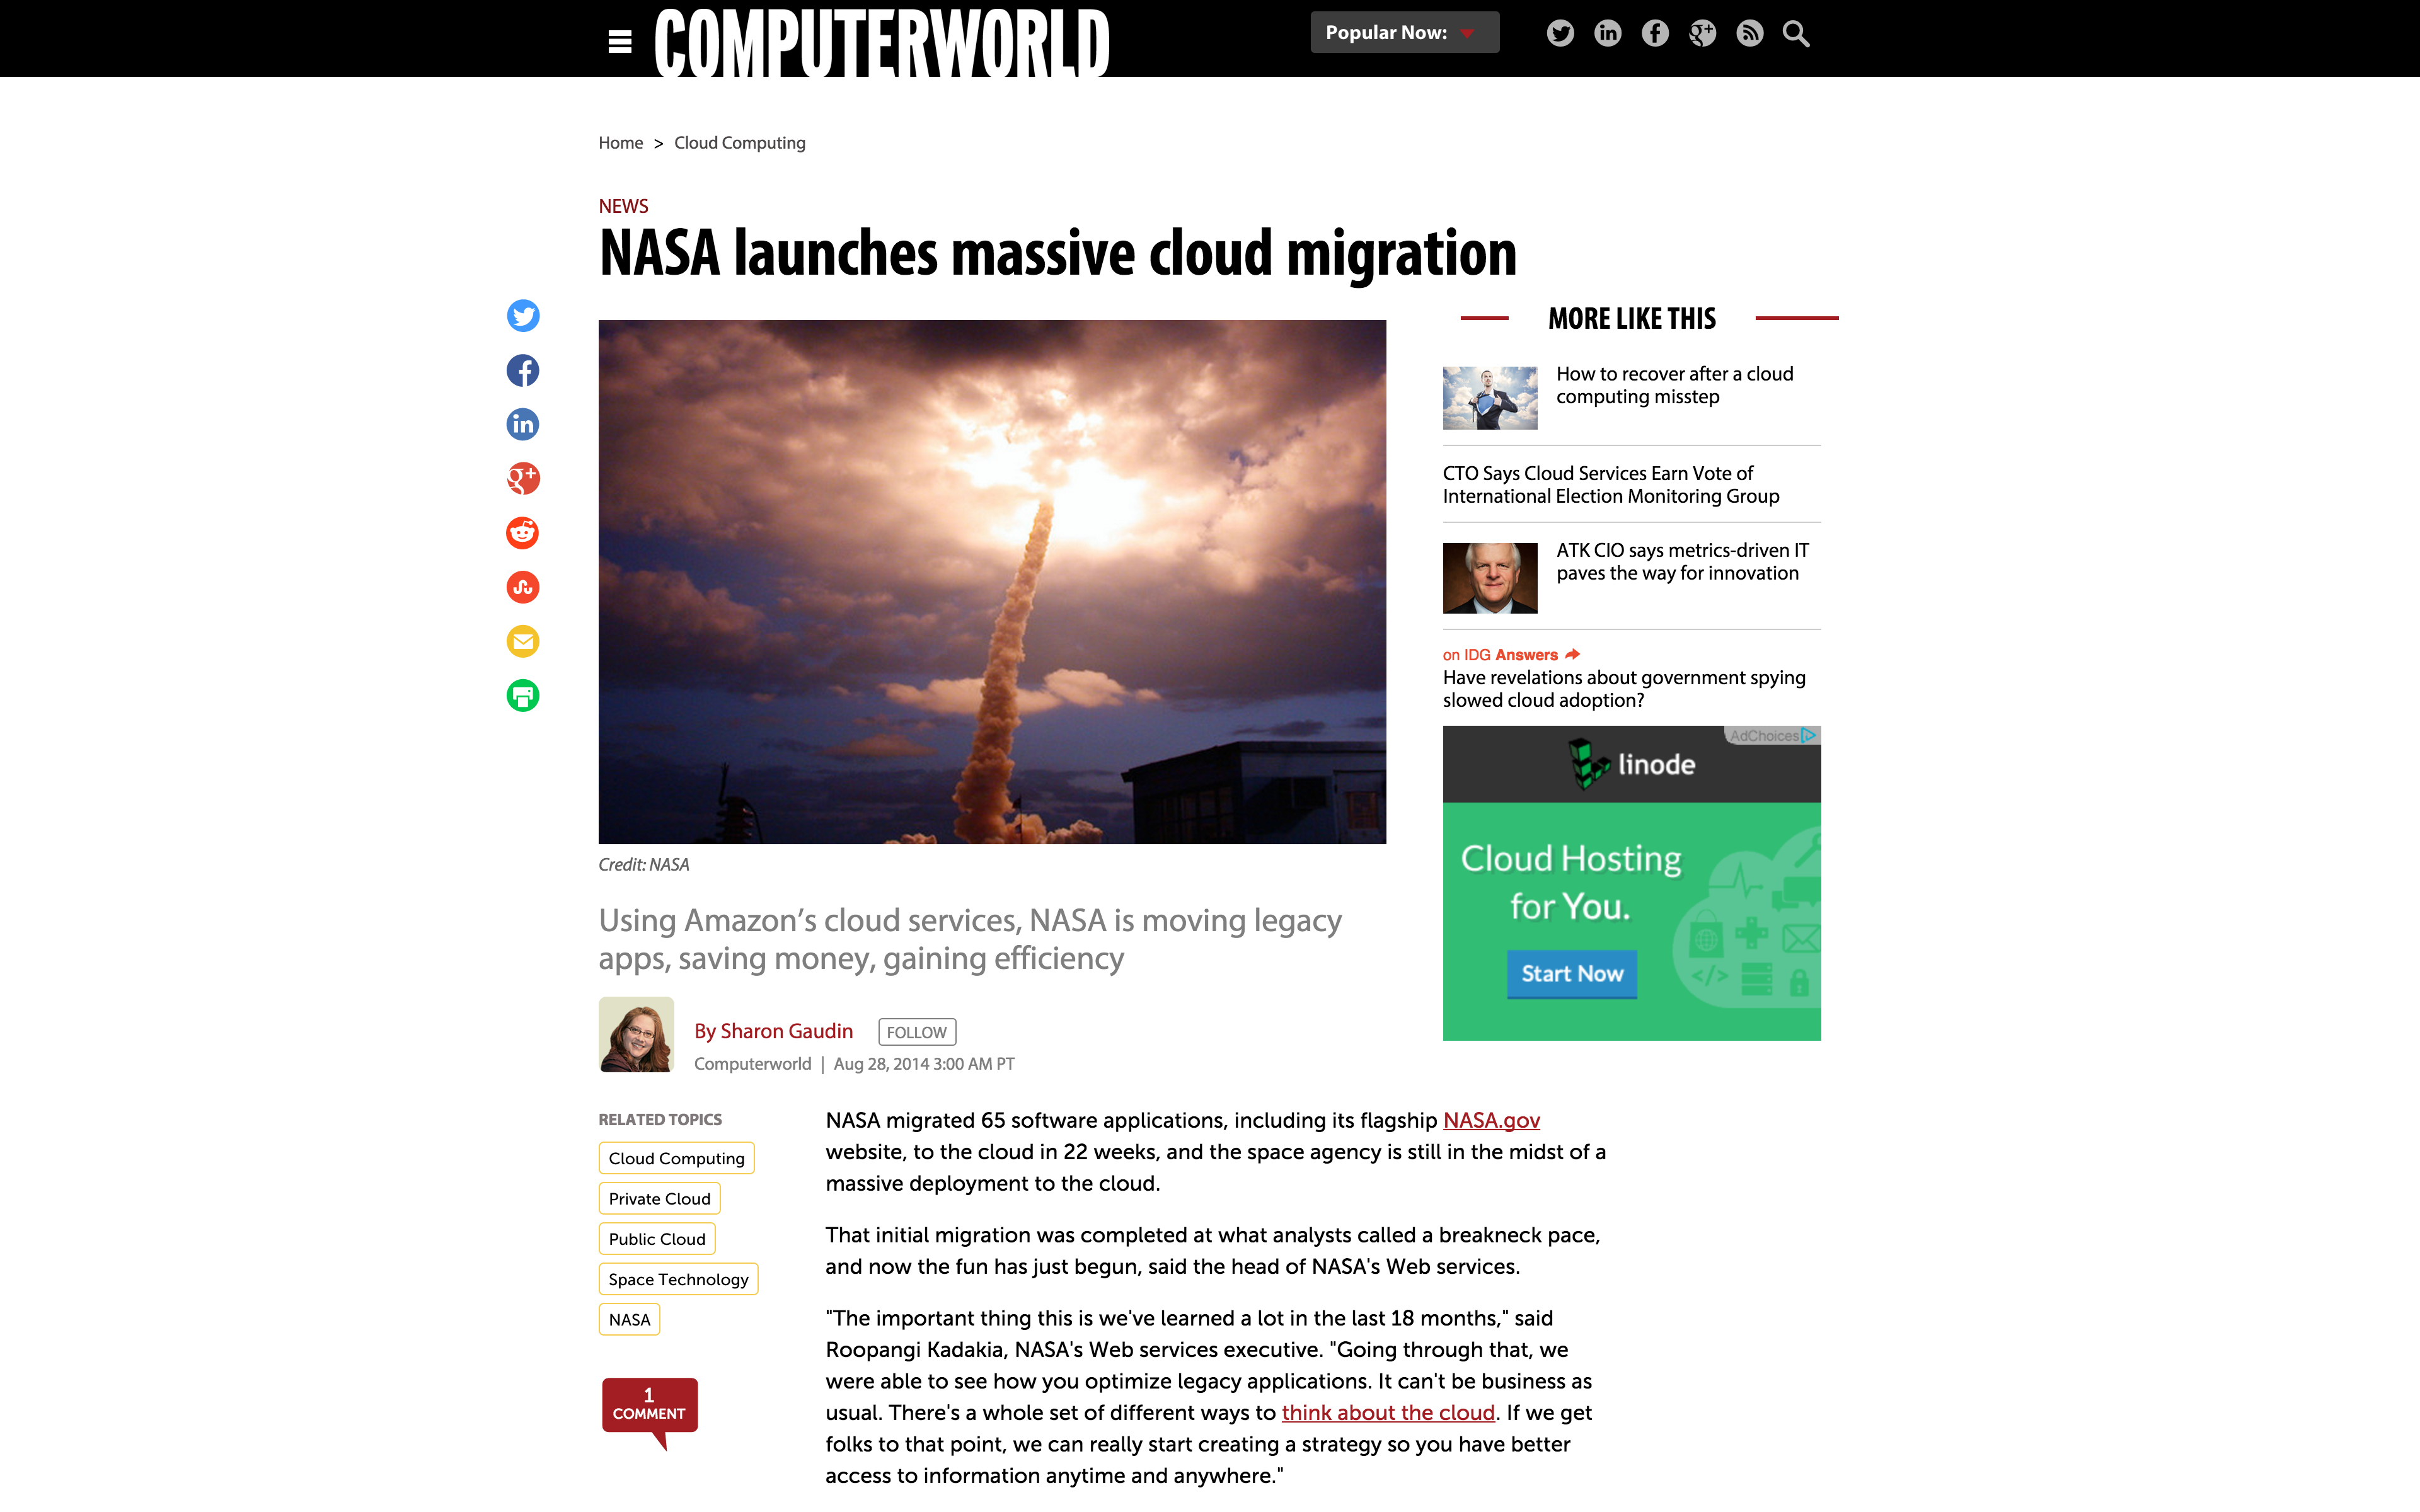 COMPUTERWORLD
Popular Now:
Home > Cloud Computing
NEWS
NASA launches massive cloud migration
Credit: NASA
Using Amazon’s cloud services, NASA is moving legacy
apps, saving money, gaining efficiency
By Sharon Gaudin FOLLOW
Computerworld | Aug 28, 2014 3:00 AM PT
RELATED TOPICS
Cloud Computing
Private Cloud
Public Cloud
Space Technology
NASA
1
COMMENT
NASA migrated 65 software applications, including its flagship NASA.gov
website, to the cloud in 22 weeks, and the space agency is still in the midst of a
massive deployment to the cloud.
That initial migration was completed at what analysts called a breakneck pace,
and now the fun has just begun, said the head of NASA's Web services.
"The important thing this is we've learned a lot in the last 18 months," said
Roopangi Kadakia, NASA's Web services executive. "Going through that, we
were able to see how you optimize legacy applications. It can't be business as
usual. There's a whole set of different ways to think about the cloud. If we get
folks to that point, we can really start creating a strategy so you have better
access to information anytime and anywhere."
MORE LIKE THIS
How to recover after a cloud
computing misstep
CTO Says Cloud Services Earn Vote of
International Election Monitoring Group
ATK CIO says metrics-driven IT
paves the way for innovation
on IDG Answers
Have revelations about government spying
slowed cloud adoption?
AdChoices
linode
Cloud Hosting
for You.
</>
Start Now